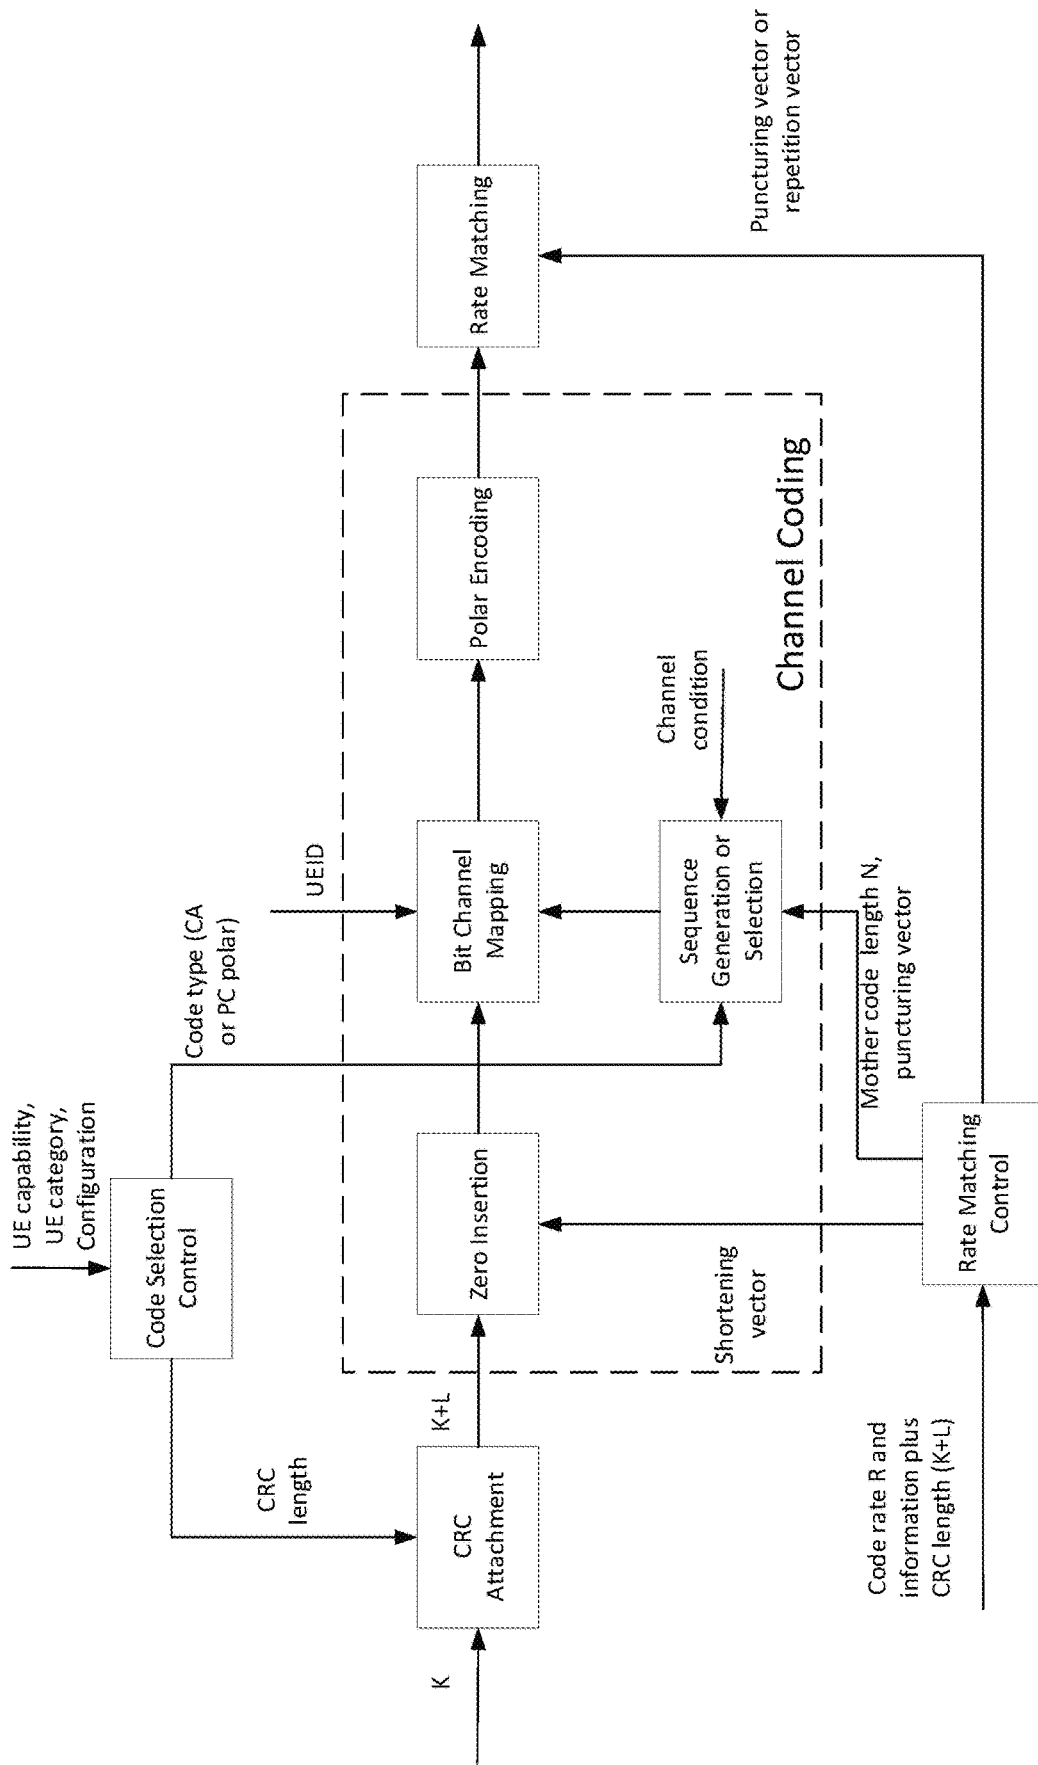 UE capability,
UE category,
Configuration
Code Selection
Control
Code type (CA
or PC polar)
CRC
length
UEID
K
CRC
Attachment
K+L
Zero Insertion
Bit Channel
Mapping
Polar Encoding
Rate Matching
Shortening
vector
Sequence
Generation or
Selection
Channel
condition
Channel Coding
Puncturing vector or
repetition vector
Mother code length N,
puncturing vector
Code rate R and
information plus
CRC length (K+L)
Rate Matching
Control